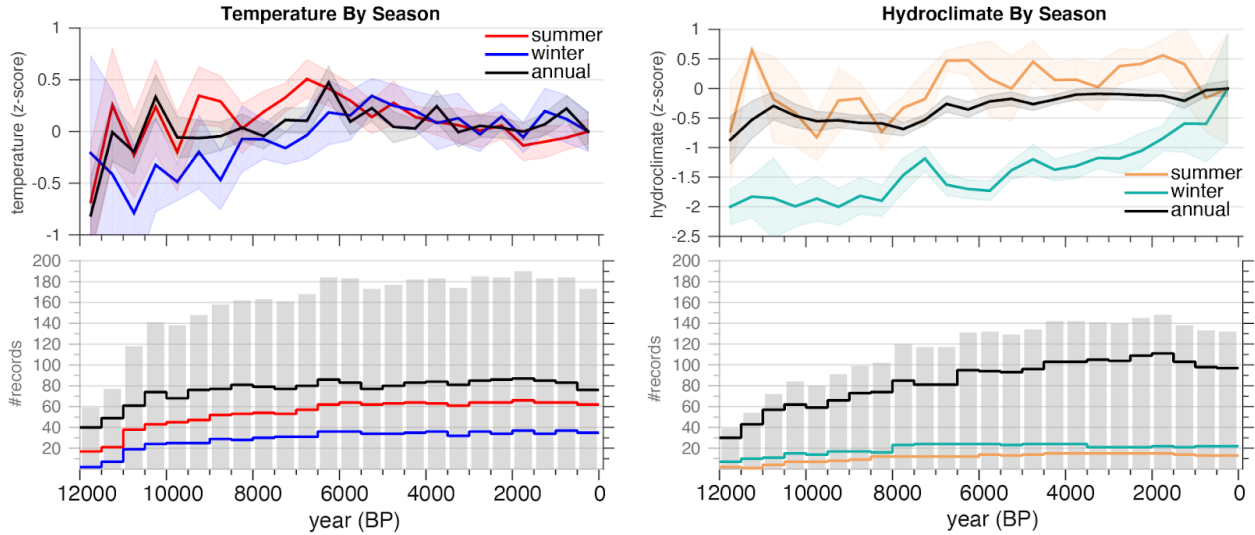 Temperature By Season
1
0.5
0
-0.5
-1
temperature (z-score)
summer
winter
annual
200
180
160
140
120
100
80
60
40
20
#records
12000 10000 8000 6000 4000 2000 0
year (BP)
Hydroclimate By Season
1
0.5
0
-0.5
-1
-1.5
-2
-2.5
hydroclimate (z-score)
summer
winter
annual
200
180
160
140
120
100
80
60
40
20
#records
12000 10000 8000 6000 4000 2000 0
year (BP)